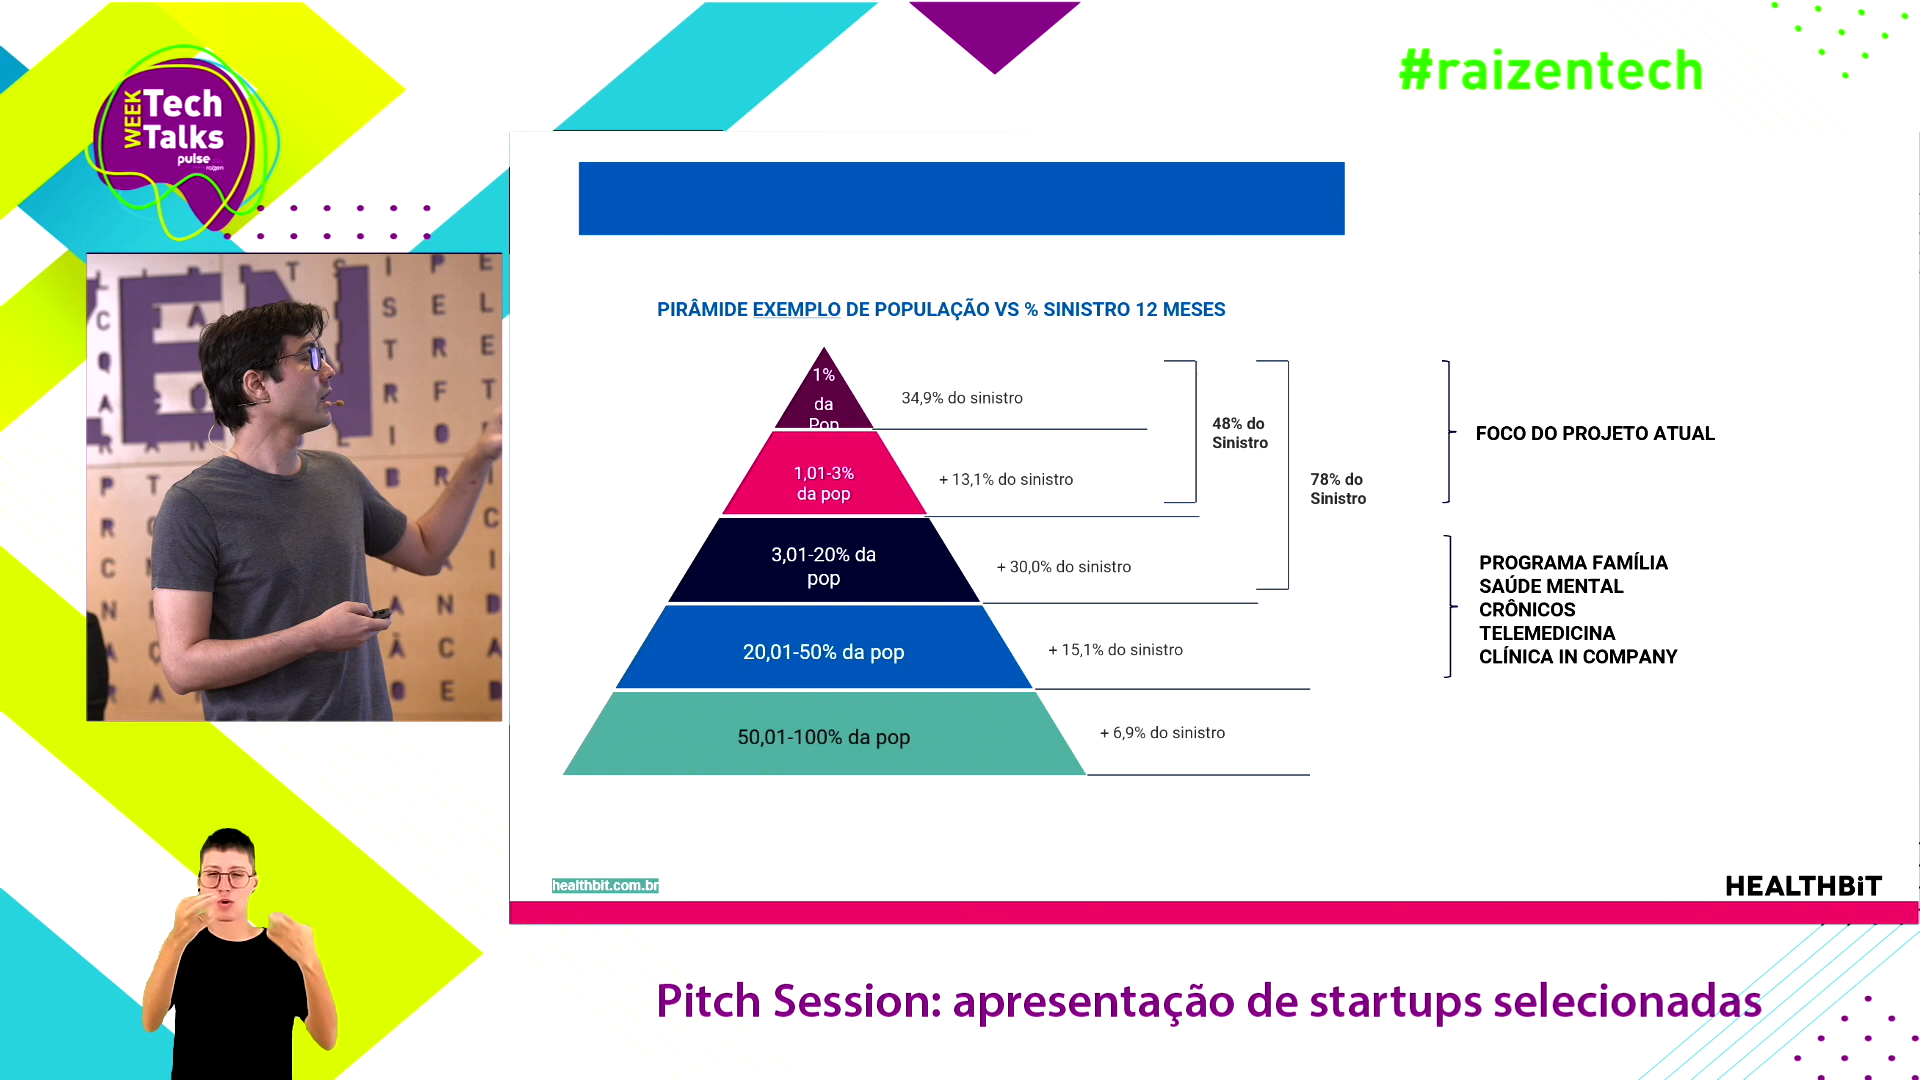 WEEK
Tech
Talks
pulse
#raizentech
PIRÂMIDE EXEMPLO DE POPULAÇÃO VS % SINISTRO 12 MESES
1%
da
Pop
34,9% do sinistro
1,01-3%
da pop
+ 13,1% do sinistro
3,01-20% da
pop
+ 30,0% do sinistro
20,01-50% da pop
+ 15,1% do sinistro
50,01-100% da pop
+ 6,9% do sinistro
48% do
Sinistro
78% do
Sinistro
FOCO DO PROJETO ATUAL
PROGRAMA FAMÍLIA
SAÚDE MENTAL
CRÔNICOS
TELEMEDICINA
CLÍNICA IN COMPANY
healthbit.com.br
HEALTHBiT
Pitch Session: apresentação de startups selecionadas